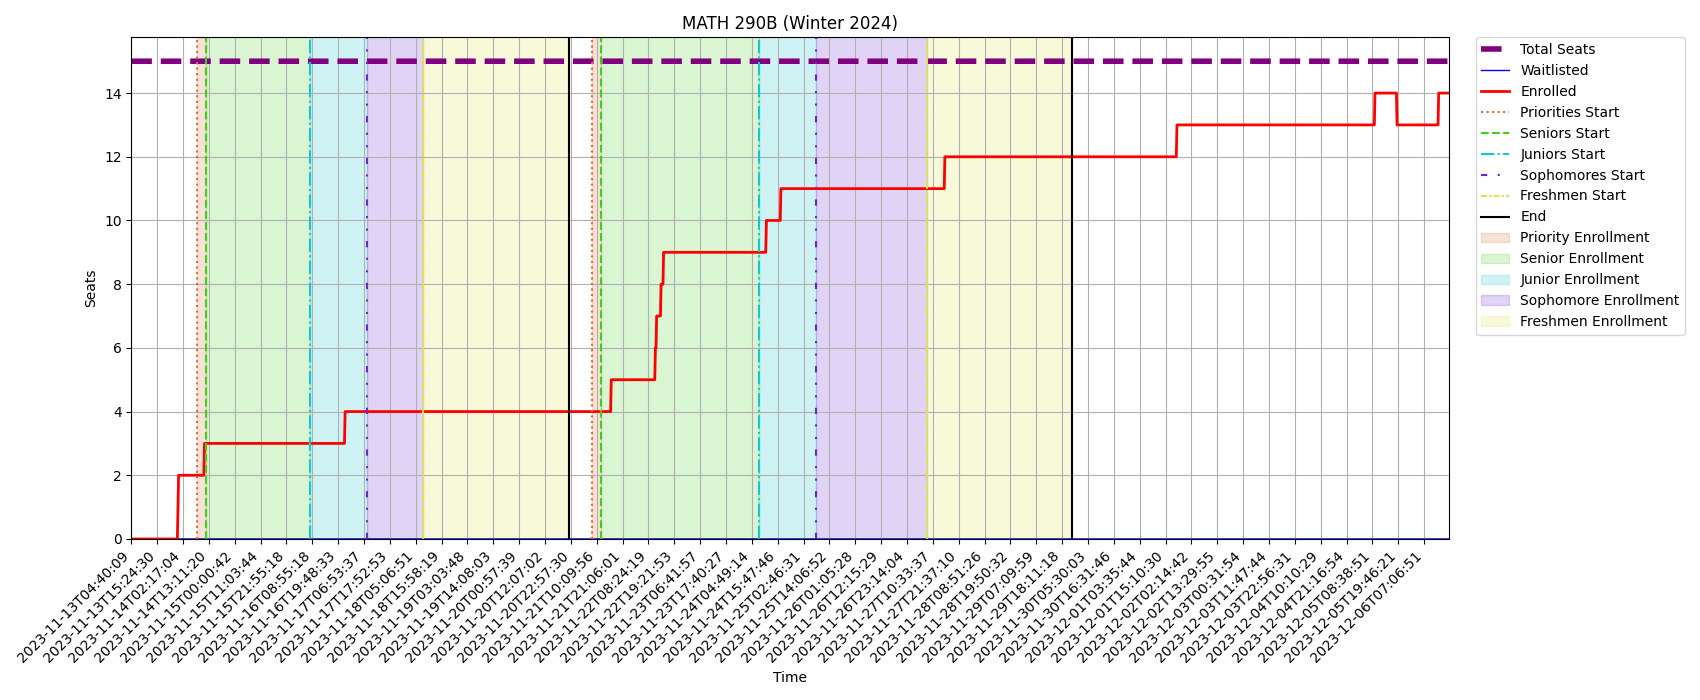 MATH 290B (Winter 2024)
Seats
14
12
10
8
6
4
2
0
2023-11-13T04:40:09
2023-11-13T15:24:30
2023-11-14T02:17:04
2023-11-14T13:11:20
2023-11-15T00:00:42
2023-11-15T11:03:44
2023-11-15T21:55:18
2023-11-16T08:55:18
2023-11-16T19:48:33
2023-11-17T06:53:37
2023-11-17T17:52:53
2023-11-18T05:06:51
2023-11-18T15:58:19
2023-11-19T03:03:48
2023-11-19T14:08:03
2023-11-20T00:57:39
2023-11-20T12:07:02
2023-11-20T22:57:30
2023-11-21T10:09:56
2023-11-21T21:06:01
2023-11-22T08:24:19
2023-11-22T19:21:53
2023-11-23T06:41:57
2023-11-23T17:40:27
2023-11-24T04:49:14
2023-11-24T15:47:46
2023-11-25T02:46:31
2023-11-25T14:06:52
2023-11-26T01:05:28
2023-11-26T12:15:29
2023-11-26T23:14:04
2023-11-27T10:33:37
2023-11-27T21:37:10
2023-11-28T08:51:26
2023-11-28T19:50:32
2023-11-29T07:09:59
2023-11-29T18:11:18
2023-11-30T05:30:03
2023-11-30T16:31:46
2023-12-01T03:35:44
2023-12-01T15:10:30
2023-12-02T02:14:42
2023-12-02T13:29:55
2023-12-03T00:31:54
2023-12-03T11:47:44
2023-12-03T22:56:31
2023-12-04T10:10:29
2023-12-04T21:16:54
2023-12-05T08:38:51
2023-12-05T19:46:21
2023-12-06T07:06:51
Time
Total Seats
Waitlisted
Enrolled
Priorities Start
Seniors Start
Juniors Start
Sophomores Start
Freshmen Start
End
Priority Enrollment
Senior Enrollment
Junior Enrollment
Sophomore Enrollment
Freshmen Enrollment